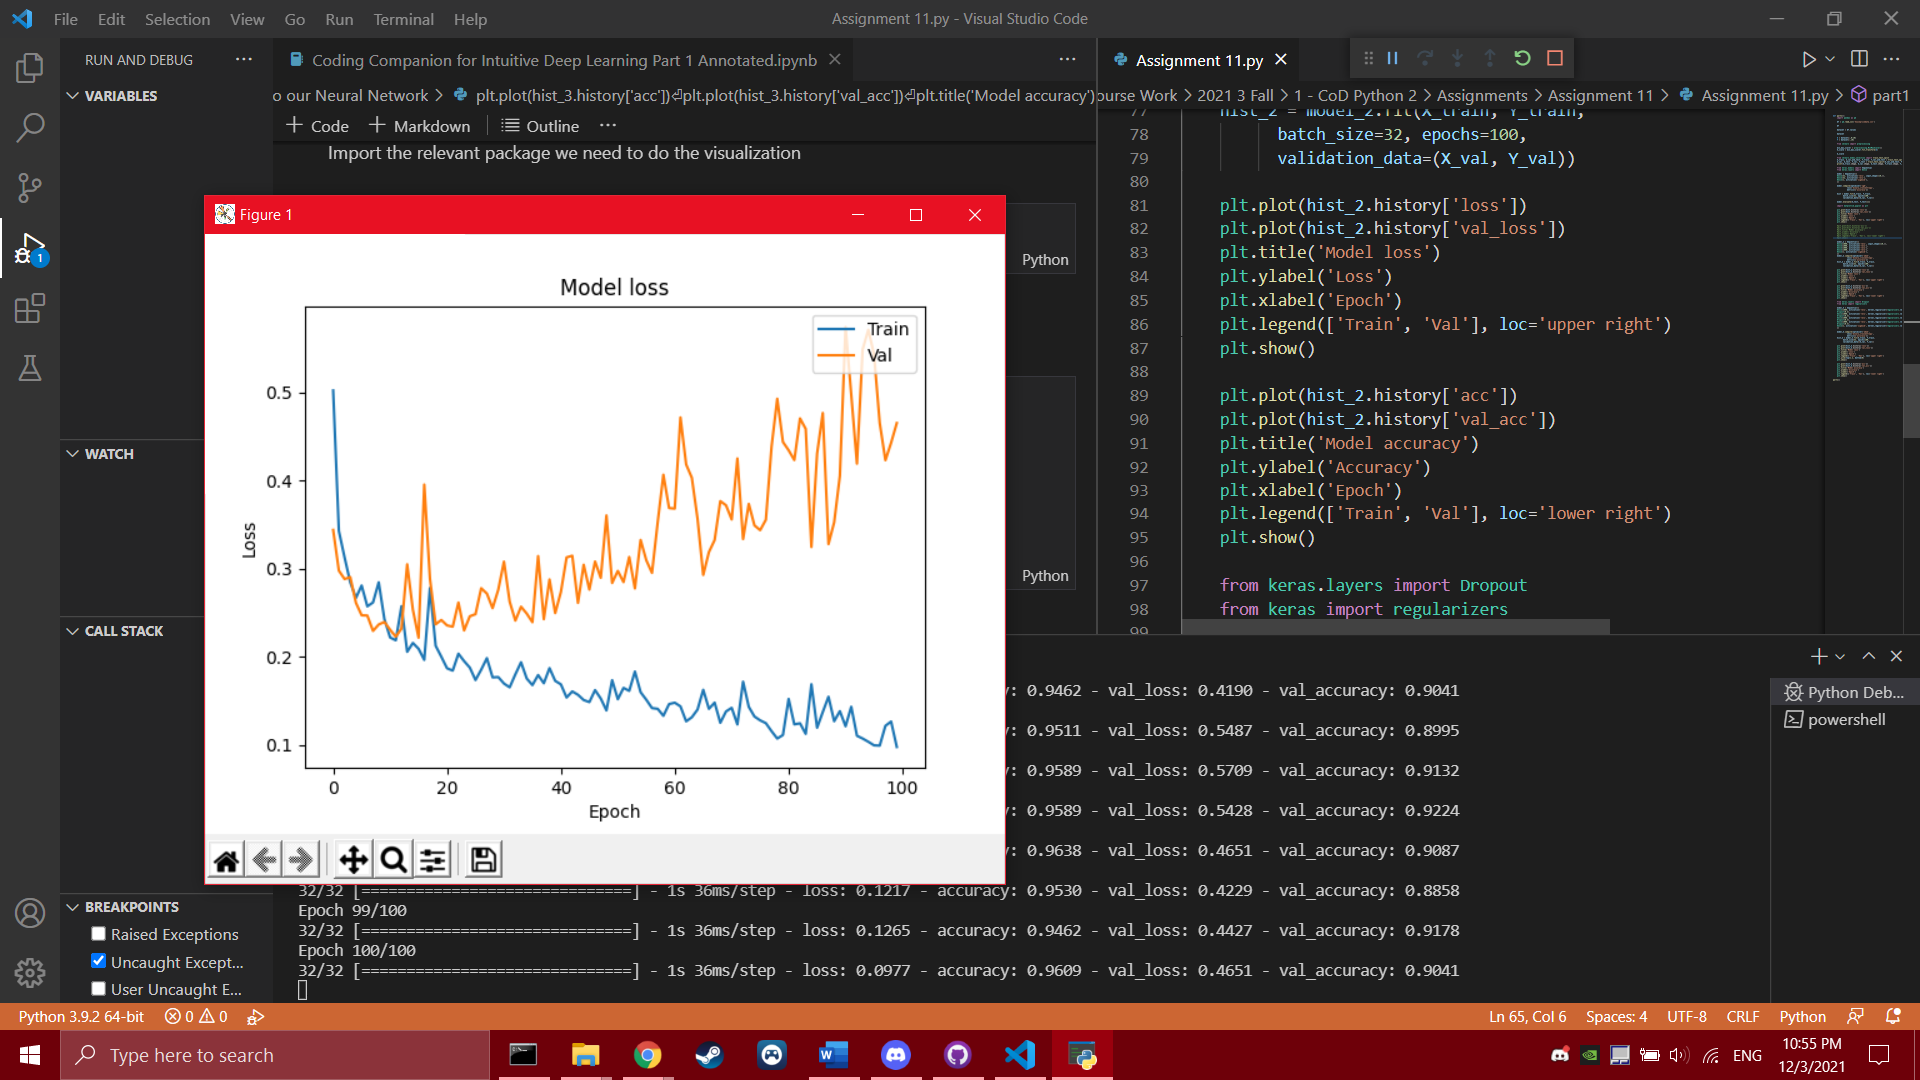 File Edit Selection View Go Run Terminal Help
Assignment 11.py - Visual Studio Code
RUN AND DEBUG
VARIABLES
WATCH
CALL STACK
BREAKPOINTS
Raised Exceptions
Uncaught Except...
User Uncaught E...
1
Coding Companion for Intuitive Deep Learning Part 1 Annotated.ipynb
o our Neural Network > plt.plot(hist_3.history['acc'])⏎plt.plot(hist_3.history['val_acc'])⏎plt.title('Model accuracy')
+ Code + Markdown Outline ...
Import the relevant package we need to do the visualization
Python
Python
Figure 1
Model loss
Train
Val
0.5
0.4
0.3
0.2
0.1
Loss
0 20 40 60 80 100
Epoch
Assignment 11.py
ourse Work > 2021 3 Fall > 1 - CoD Python 2 > Assignments > Assignment 11 > Assignment 11.py > part1
77 hist_2 = model_2.fit(X_train, Y_train,
78 batch_size=32, epochs=100,
79 validation_data=(X_val, Y_val))
80
81 plt.plot(hist_2.history['loss'])
82 plt.plot(hist_2.history['val_loss'])
83 plt.title('Model loss')
84 plt.ylabel('Loss')
85 plt.xlabel('Epoch')
86 plt.legend(['Train', 'Val'], loc='upper right')
87 plt.show()
88
89 plt.plot(hist_2.history['acc'])
90 plt.plot(hist_2.history['val_acc'])
91 plt.title('Model accuracy')
92 plt.ylabel('Accuracy')
93 plt.xlabel('Epoch')
94 plt.legend(['Train', 'Val'], loc='lower right')
95 plt.show()
96
97 from keras.layers import Dropout
98 from keras import regularizers
99
y: 0.9462 - val_loss: 0.4190 - val_accuracy: 0.9041
y: 0.9511 - val_loss: 0.5487 - val_accuracy: 0.8995
y: 0.9589 - val_loss: 0.5709 - val_accuracy: 0.9132
y: 0.9589 - val_loss: 0.5428 - val_accuracy: 0.9224
y: 0.9638 - val_loss: 0.4651 - val_accuracy: 0.9087
32/32 [==============================] - 1s 36ms/step - loss: 0.1217 - accuracy: 0.9530 - val_loss: 0.4229 - val_accuracy: 0.8858
Epoch 99/100
32/32 [==============================] - 1s 36ms/step - loss: 0.1265 - accuracy: 0.9462 - val_loss: 0.4427 - val_accuracy: 0.9178
Epoch 100/100
32/32 [==============================] - 1s 36ms/step - loss: 0.0977 - accuracy: 0.9609 - val_loss: 0.4651 - val_accuracy: 0.9041
Python Deb...
powershell
Python 3.9.2 64-bit 0 0
Ln 65, Col 6 Spaces: 4 UTF-8 CRLF Python
Type here to search
ENG
10:55 PM
12/3/2021